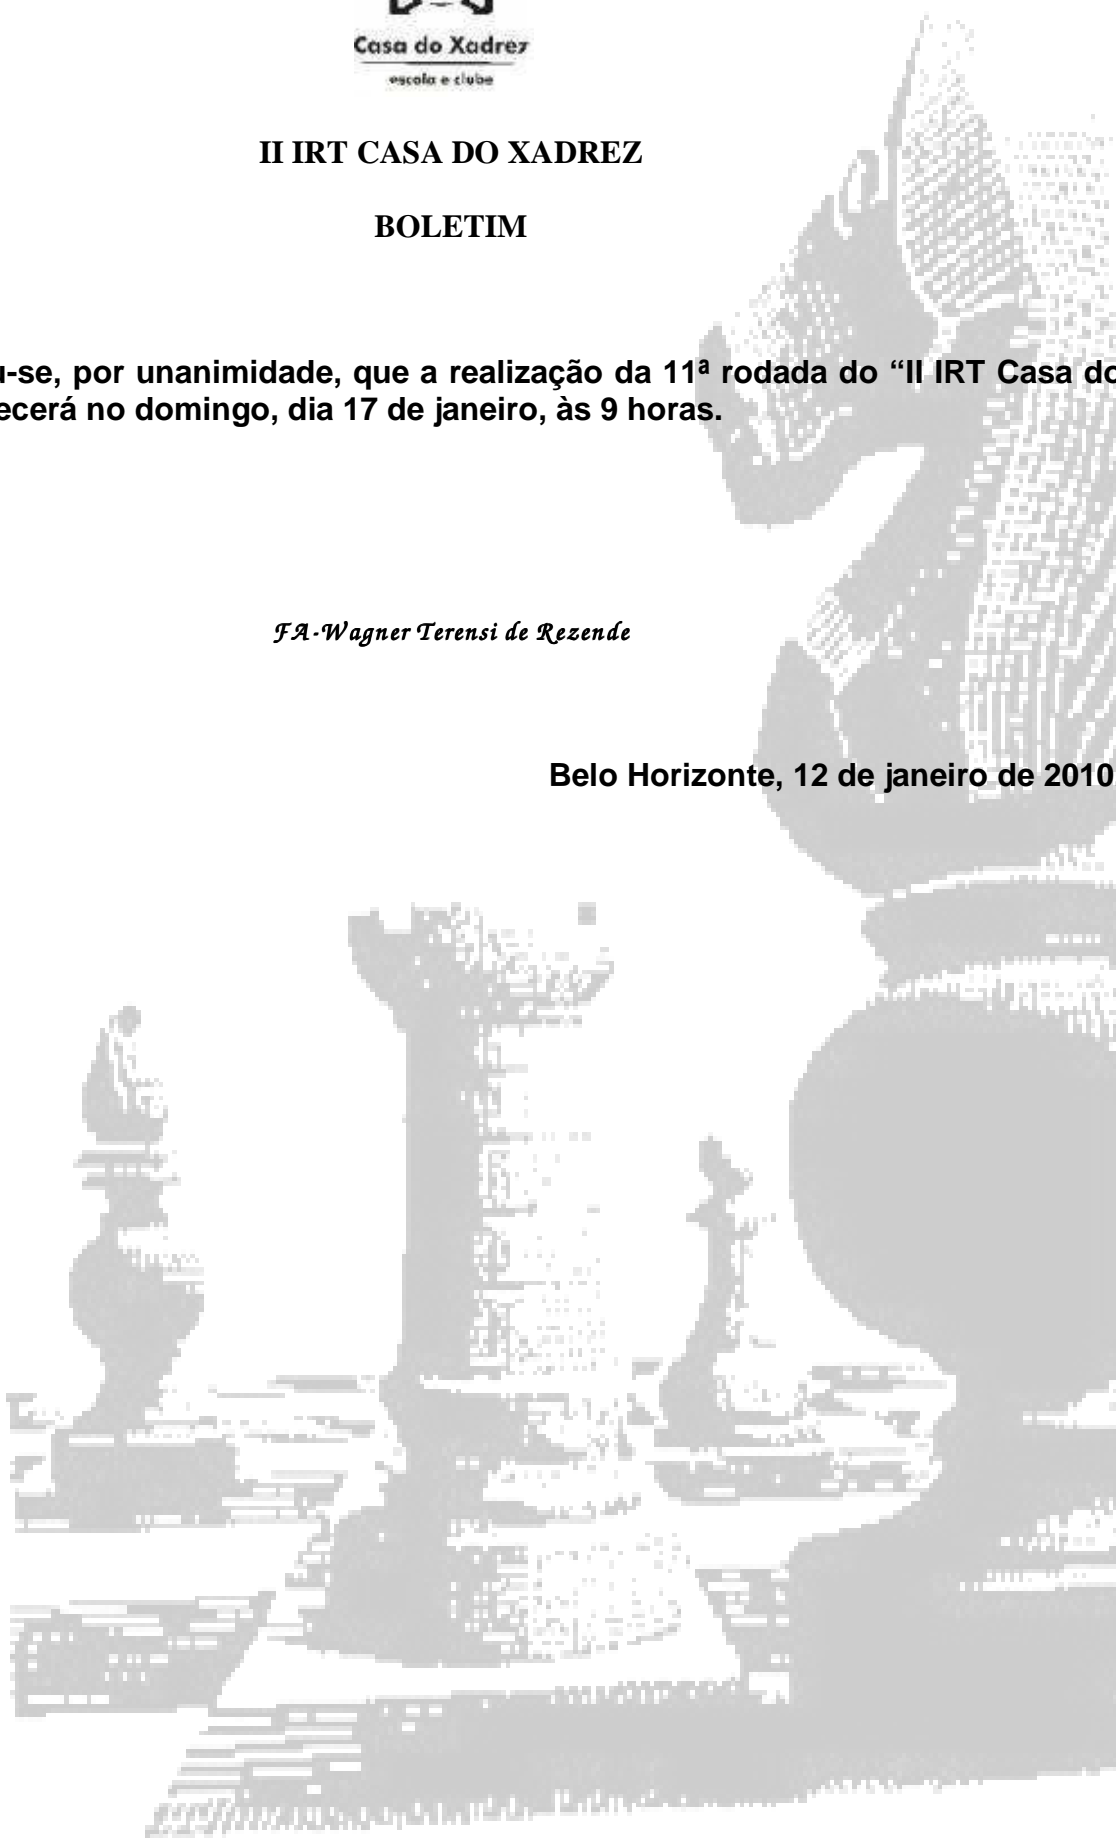 Casa do Xadrez
escola e clube
II IRT CASA DO XADREZ
BOLETIM
u-se, por unanimidade, que a realização da 11ª rodada do “II IRT Casa do
ecerá no domingo, dia 17 de janeiro, às 9 horas.
FA-Wagner Terensi de Rezende
Belo Horizonte, 12 de janeiro de 2010